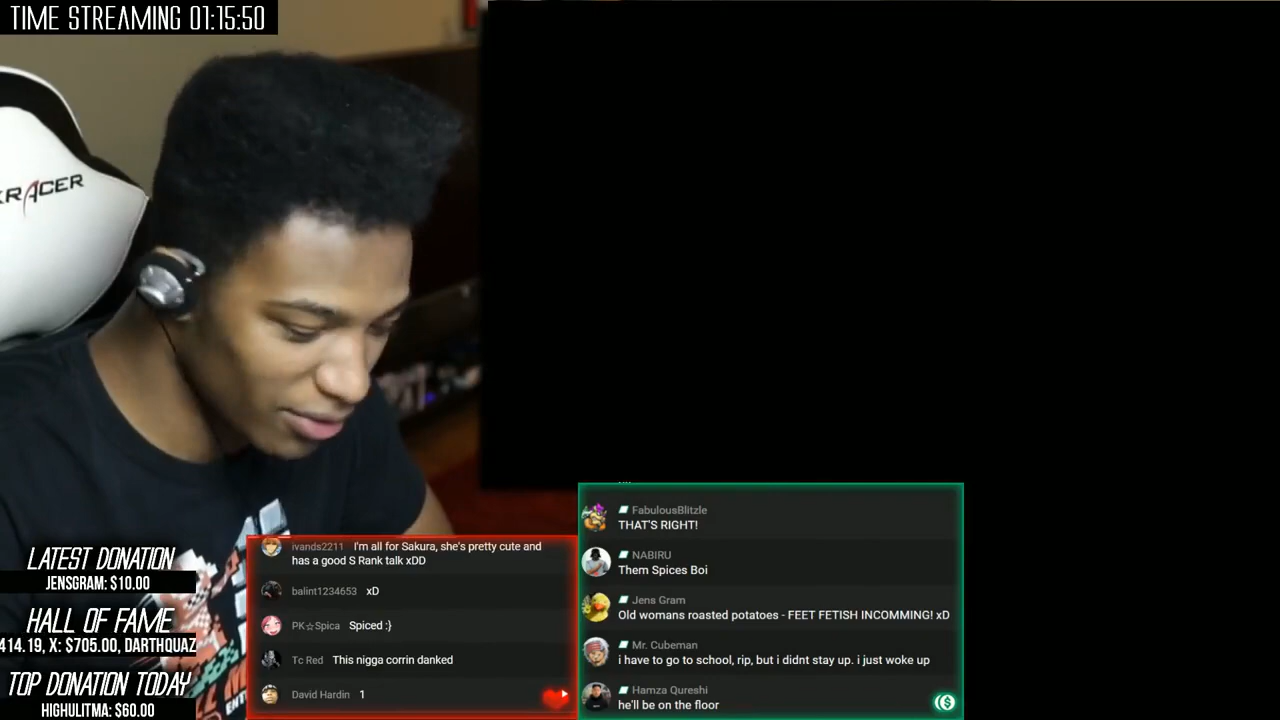 TIME STREAMING 01:15:50
XRACER
LATEST DONATION
JENSGRAM: $10.00
HALL OF FAME
414.19, X: $705.00, DARTHQUAZ
TOP DONATION TODAY
HIGHULITMA: $60.00
ivands2211 I'm all for Sakura, she's pretty cute and
has a good S Rank talk xDD
balint1234653 xD
PK☆Spica Spiced :}
Tc Red This nigga corrin danked
David Hardin 1
FabulousBlitzle
THAT'S RIGHT!
NABIRU
Them Spices Boi
Jens Gram
Old womans roasted potatoes - FEET FETISH INCOMMING! xD
Mr. Cubeman
i have to go to school, rip, but i didnt stay up. i just woke up
Hamza Qureshi
he'll be on the floor